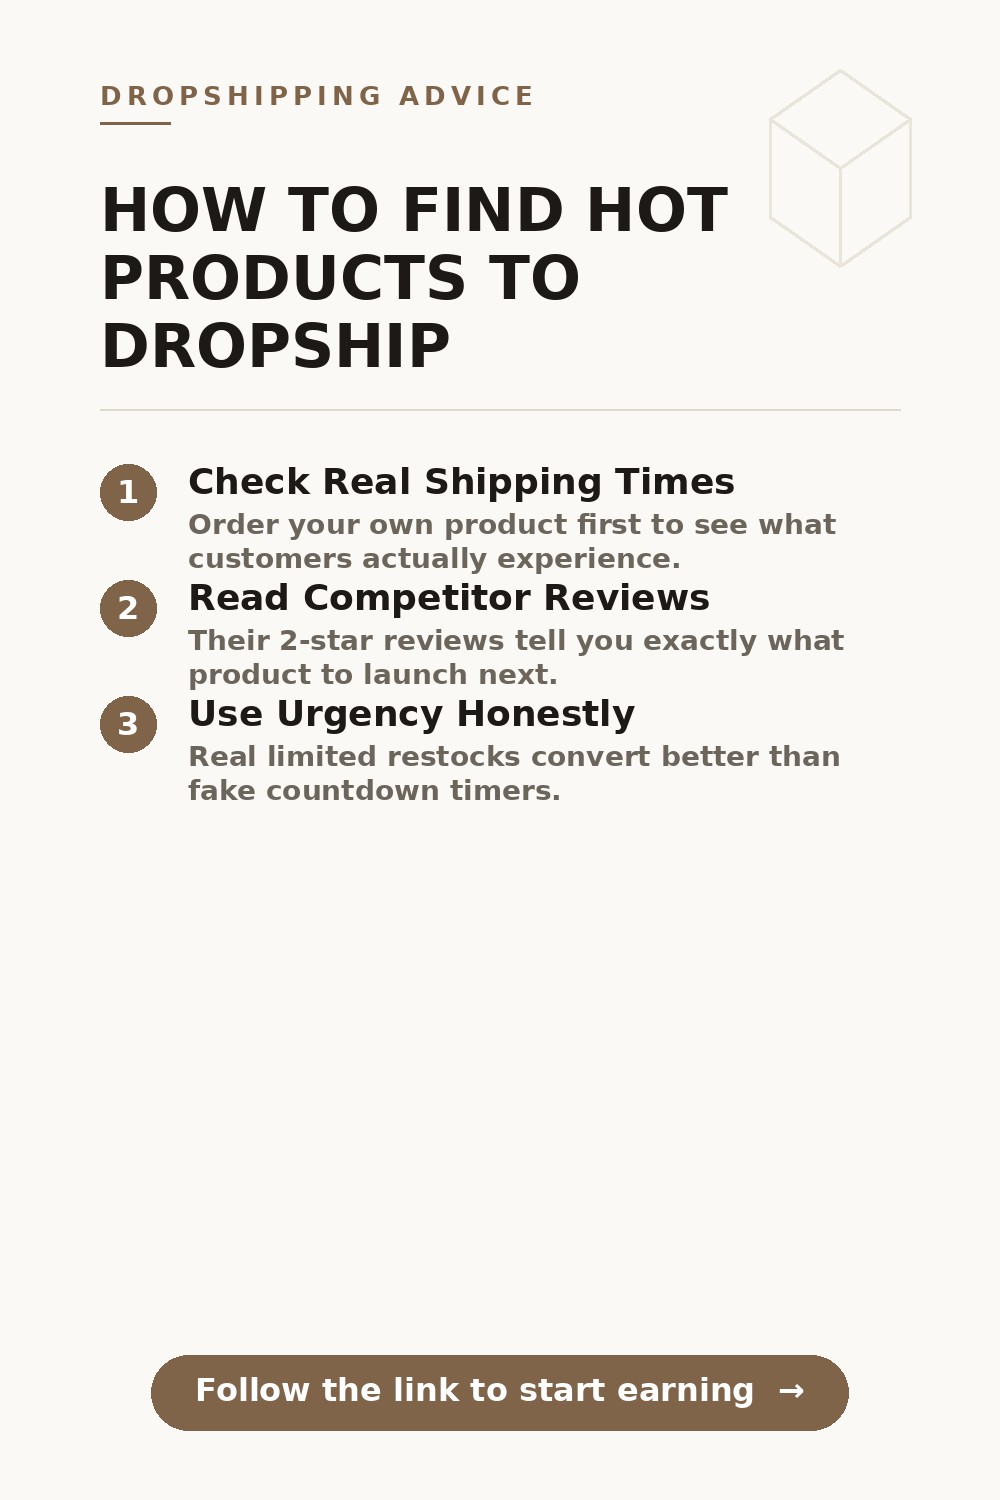 DROPSHIPPING ADVICE
HOW TO FIND HOT
PRODUCTS TO
DROPSHIP
1
Check Real Shipping Times
Order your own product first to see what
customers actually experience.
2
Read Competitor Reviews
Their 2-star reviews tell you exactly what
product to launch next.
3
Use Urgency Honestly
Real limited restocks convert better than
fake countdown timers.
Follow the link to start earning →